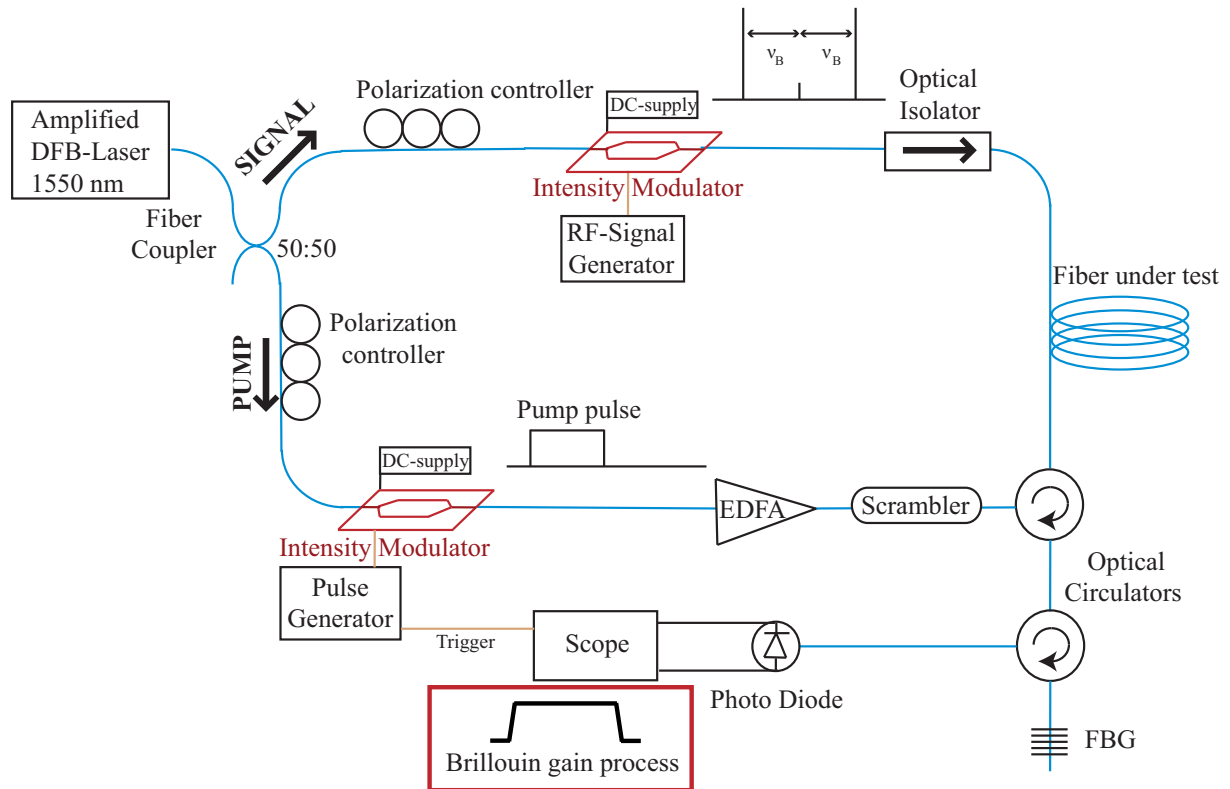 Amplified
DFB-Laser
1550 nm
Fiber
Coupler
50:50
SIGNAL
Polarization controller
DC-supply
Intensity Modulator
RF-Signal
Generator
νB
νB
Optical
Isolator
Fiber under test
PUMP
Polarization
controller
DC-supply
Intensity Modulator
Pump pulse
EDFA
Scrambler
Pulse
Generator
Trigger
Scope
Photo Diode
Optical
Circulators
FBG
Brillouin gain process